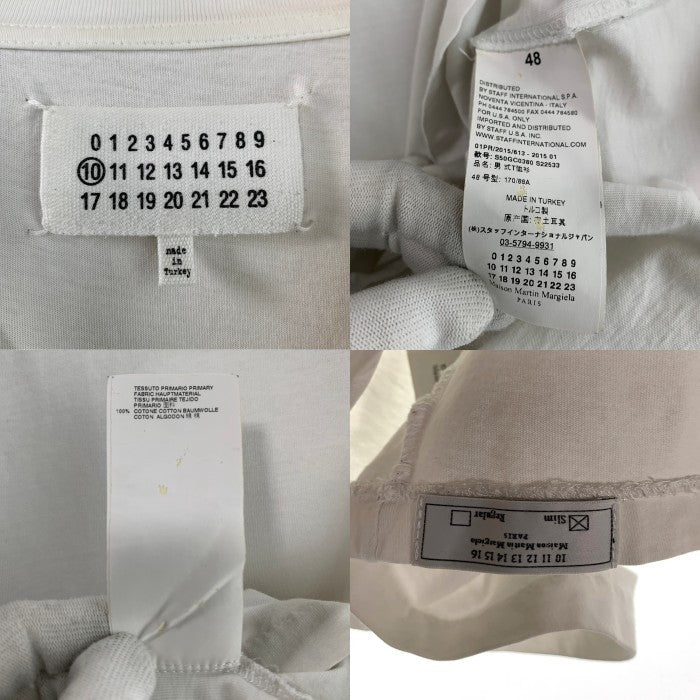 0 1 2 3 4 5 6 7 8 9
10 11 12 13 14 15 16
17 18 19 20 21 22 23
made
in
Turkey
48
DISTRIBUTED
BY STAFF INTERNATIONAL S.P.A.
NOVENTA VICENTINA - ITALY
PH 0444 784500 FAX 0444 784580
FOR U.S.A. ONLY
IMPORTED AND DISTRIBUTED
BY STAFF U.S.A. INC.
WWW.STAFFINTERNATIONAL.COM
01PR/2015/613 - 2015 01
款号: S50GC0380 S22533
品名: 男 式T恤衫
48 号型: 170/88A
MADE IN TURKEY
トルコ製
原产国: 土耳其
(株)スタッフインターナショナルジャパン
03-5794-9931
0 1 2 3 4 5 6 7 8 9
10 11 12 13 14 15 16
17 18 19 20 21 22 23
Maison Martin Margiela
PARIS
TESSUTO PRIMARIO PRIMARY
FABRIC HAUPTMATERIAL
TISSU PRIMAIRE TEJIDO
PRIMARIO 面料
100% COTONE COTTON BAUMWOLLE
COTON ALGODON 棉 棉
10 11 12 13 14 15 16
Maison Martin Margiela
PARIS
Slim
Regular